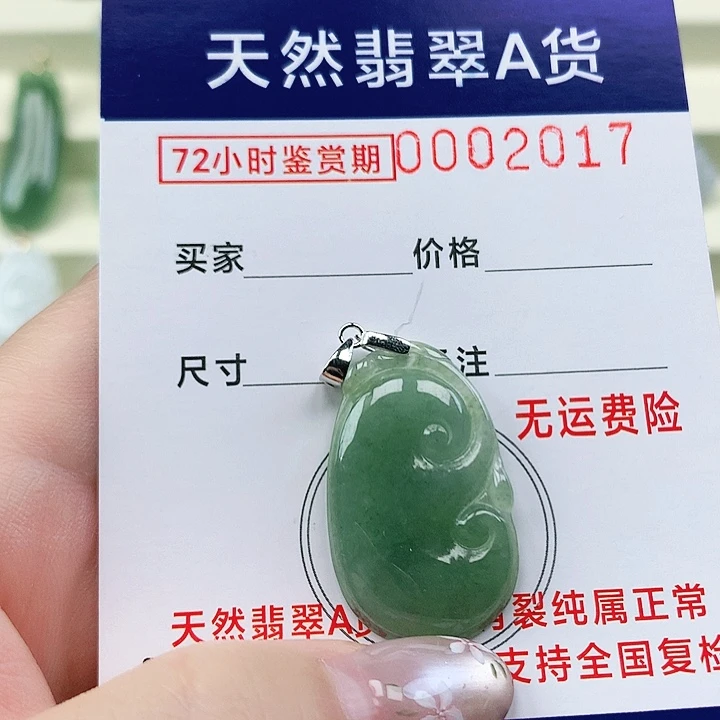 天然翡翠A货
72小时鉴赏期 0002017
买家 价格
尺寸 注
无运费险
天然翡翠A 裂纯属正常
支持全国复检